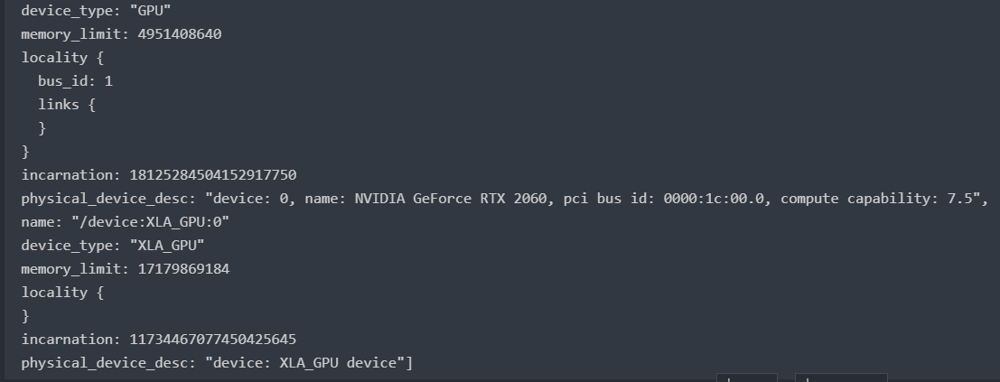 device_type: "GPU"
memory_limit: 4951408640
locality {
  bus_id: 1
  links {
  }
}
incarnation: 18125284504152917750
physical_device_desc: "device: 0, name: NVIDIA GeForce RTX 2060, pci bus id: 0000:1c:00.0, compute capability: 7.5",
name: "/device:XLA_GPU:0"
device_type: "XLA_GPU"
memory_limit: 17179869184
locality {
}
incarnation: 11734467077450425645
physical_device_desc: "device: XLA_GPU device"]